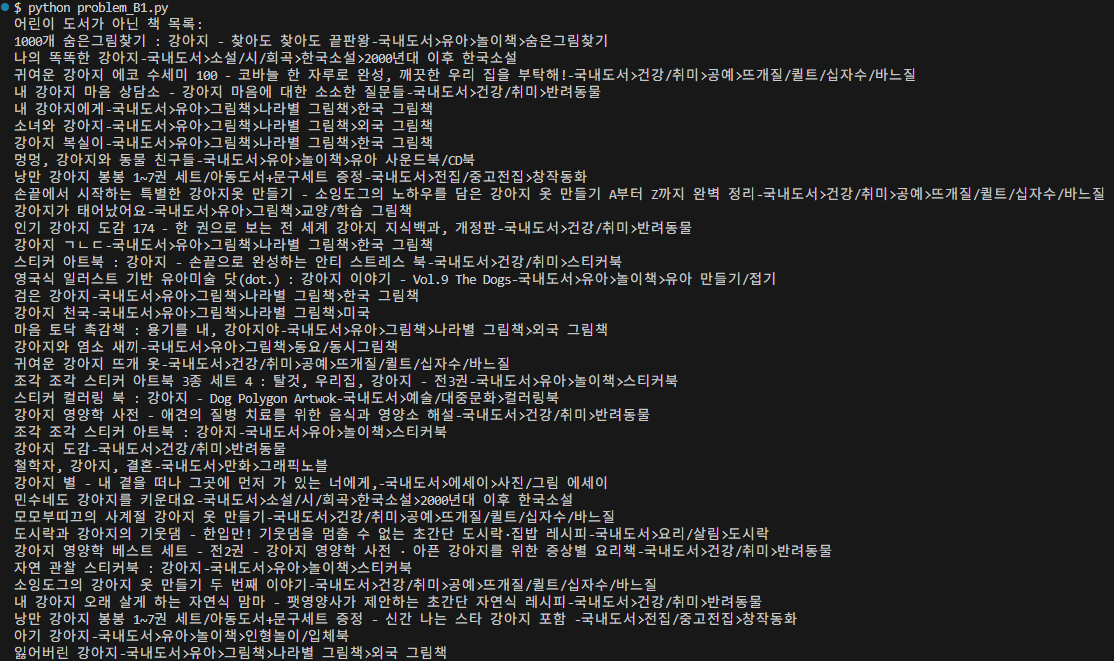 $ python problem_B1.py
어린이 도서가 아닌 책 목록:
1000개 숨은그림찾기 : 강아지 - 찾아도 찾아도 끝판왕-국내도서>유아>놀이책>숨은그림찾기
나의 똑똑한 강아지-국내도서>소설/시/희곡>한국소설>2000년대 이후 한국소설
귀여운 강아지 에코 수세미 100 - 코바늘 한 자루로 완성, 깨끗한 우리 집을 부탁해!-국내도서>건강/취미>공예>뜨개질/퀼트/십자수/바느질
내 강아지 마음 상담소 - 강아지 마음에 대한 소소한 질문들-국내도서>건강/취미>반려동물
내 강아지에게-국내도서>유아>그림책>나라별 그림책>한국 그림책
소녀와 강아지-국내도서>유아>그림책>나라별 그림책>외국 그림책
강아지 복실이-국내도서>유아>그림책>나라별 그림책>한국 그림책
멍멍, 강아지와 동물 친구들-국내도서>유아>놀이책>유아 사운드북/CD북
낭만 강아지 봉봉 1~7권 세트/아동도서+문구세트 증정-국내도서>전집/중고전집>창작동화
손끝에서 시작하는 특별한 강아지옷 만들기 - 소잉도그의 노하우를 담은 강아지 옷 만들기 A부터 Z까지 완벽 정리-국내도서>건강/취미>공예>뜨개질/퀼트/십자수/바느질
강아지가 태어났어요-국내도서>유아>그림책>교양/학습 그림책
인기 강아지 도감 174 - 한 권으로 보는 전 세계 강아지 지식백과, 개정판-국내도서>건강/취미>반려동물
강아지 ㄱㄴㄷ-국내도서>유아>그림책>나라별 그림책>한국 그림책
스티커 아트북 : 강아지 - 손끝으로 완성하는 안티 스트레스 북-국내도서>건강/취미>스티커북
영국식 일러스트 기반 유아미술 닷(dot.) : 강아지 이야기 - Vol.9 The Dogs-국내도서>유아>놀이책>유아 만들기/접기
검은 강아지-국내도서>유아>그림책>나라별 그림책>한국 그림책
강아지 천국-국내도서>유아>그림책>나라별 그림책>미국
마음 토닥 촉감책 : 용기를 내, 강아지야-국내도서>유아>그림책>나라별 그림책>외국 그림책
강아지와 염소 새끼-국내도서>유아>그림책>동요/동시그림책
귀여운 강아지 뜨개 옷-국내도서>건강/취미>공예>뜨개질/퀼트/십자수/바느질
조각 조각 스티커 아트북 3종 세트 4 : 탈것, 우리집, 강아지 - 전3권-국내도서>유아>놀이책>스티커북
스티커 컬러링 북 : 강아지 - Dog Polygon Artwok-국내도서>예술/대중문화>컬러링북
강아지 영양학 사전 - 애견의 질병 치료를 위한 음식과 영양소 해설-국내도서>건강/취미>반려동물
조각 조각 스티커 아트북 : 강아지-국내도서>유아>놀이책>스티커북
강아지 도감-국내도서>건강/취미>반려동물
철학자, 강아지, 결혼-국내도서>만화>그래픽노블
강아지 별 - 내 곁을 떠나 그곳에 먼저 가 있는 너에게,-국내도서>에세이>사진/그림 에세이
민수네도 강아지를 키운대요-국내도서>소설/시/희곡>한국소설>2000년대 이후 한국소설
모모부띠끄의 사계절 강아지 옷 만들기-국내도서>건강/취미>공예>뜨개질/퀼트/십자수/바느질
도시락과 강아지의 기웃댐 - 한입만! 기웃댐을 멈출 수 없는 초간단 도시락·집밥 레시피-국내도서>요리/살림>도시락
강아지 영양학 베스트 세트 - 전2권 - 강아지 영양학 사전 · 아픈 강아지를 위한 증상별 요리책-국내도서>건강/취미>반려동물
자연 관찰 스티커북 : 강아지-국내도서>유아>놀이책>스티커북
소잉도그의 강아지 옷 만들기 두 번째 이야기-국내도서>건강/취미>공예>뜨개질/퀼트/십자수/바느질
내 강아지 오래 살게 하는 자연식 맘마 - 펫영양사가 제안하는 초간단 자연식 레시피-국내도서>건강/취미>반려동물
낭만 강아지 봉봉 1~7권 세트/아동도서+문구세트 증정 - 신간 나는 스타 강아지 포함 -국내도서>전집/중고전집>창작동화
아기 강아지-국내도서>유아>놀이책>인형놀이/입체북
잃어버린 강아지-국내도서>유아>그림책>나라별 그림책>외국 그림책